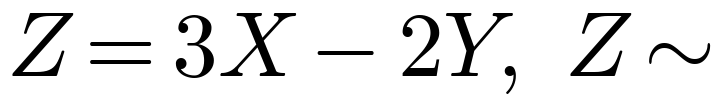 Z = 3X − 2Y, Z ∼